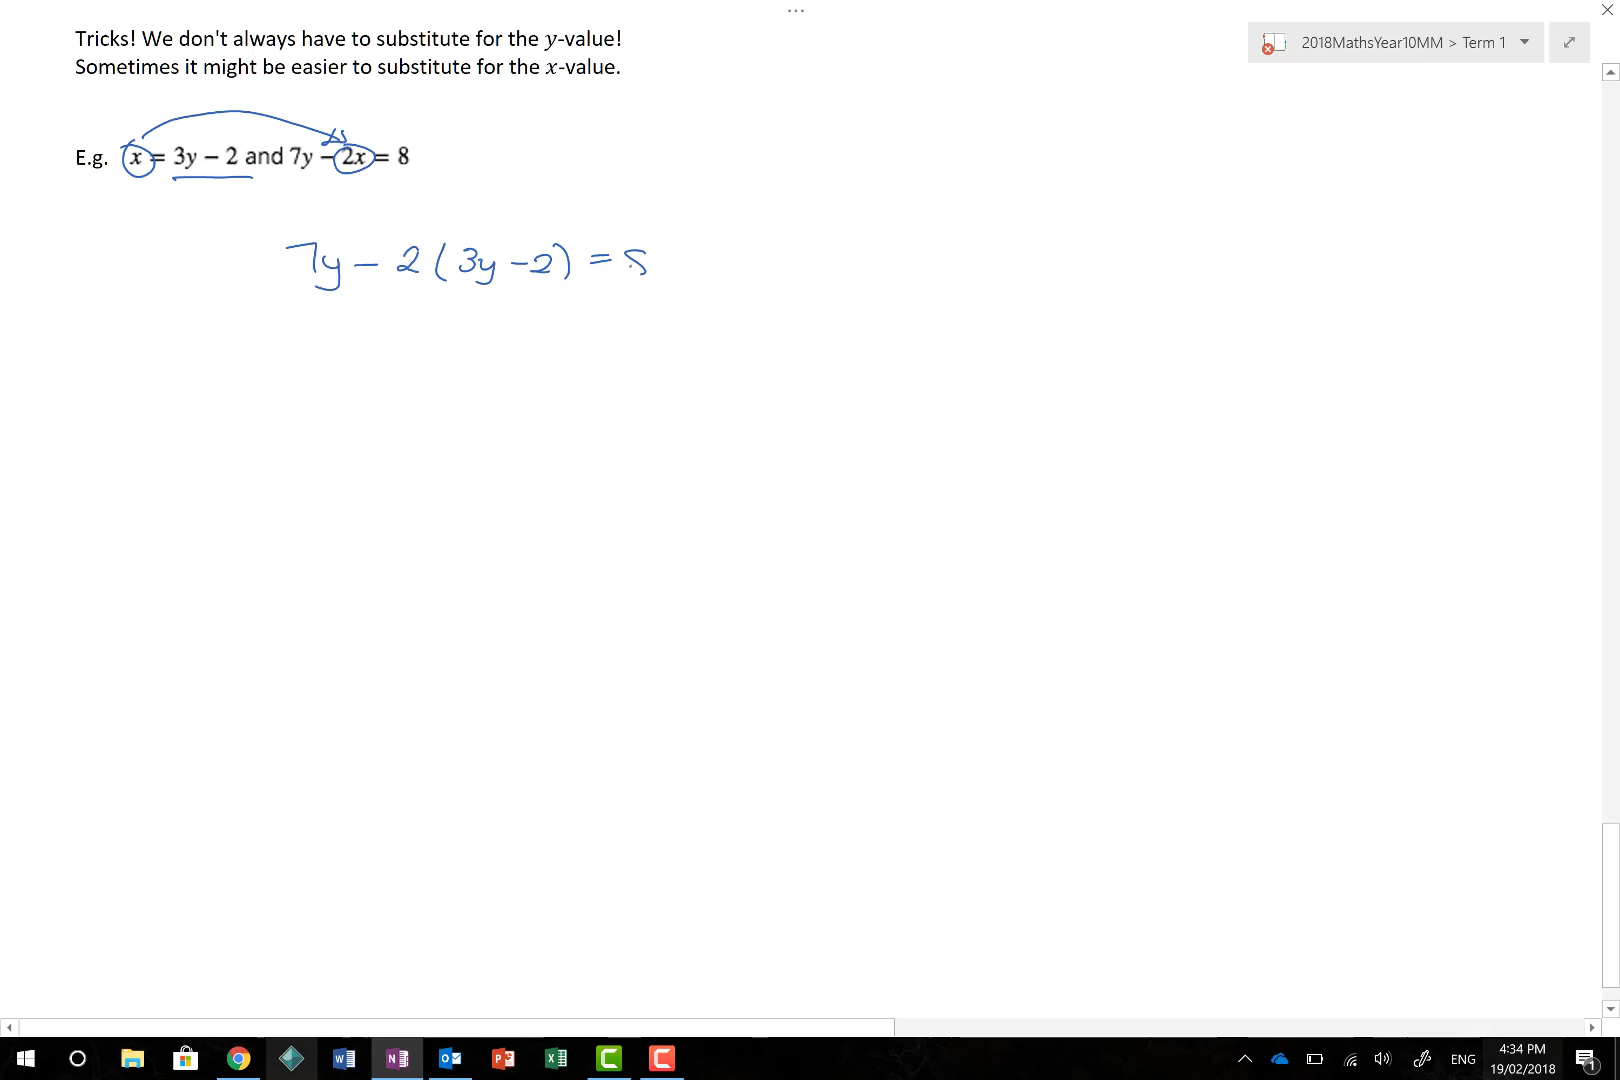 ...
Tricks! We don't always have to substitute for the y-value!
Sometimes it might be easier to substitute for the x-value.
2018MathsYear10MM > Term 1
E.g. x = 3y − 2 and 7y − 2x = 8
7y − 2 ( 3y − 2 ) = 8
ENG
4:34 PM
19/02/2018
1